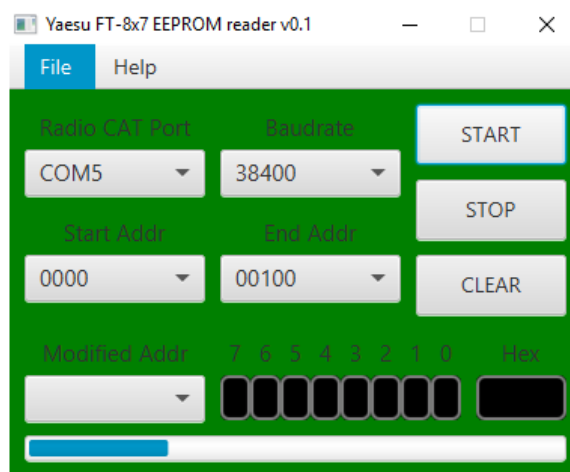 Yaesu FT-8x7 EEPROM reader v0.1
File Help
Radio CAT Port Baudrate START
COM5 38400
STOP
Start Addr End Addr
0000 00100 CLEAR
Modified Addr 7 6 5 4 3 2 1 0 Hex